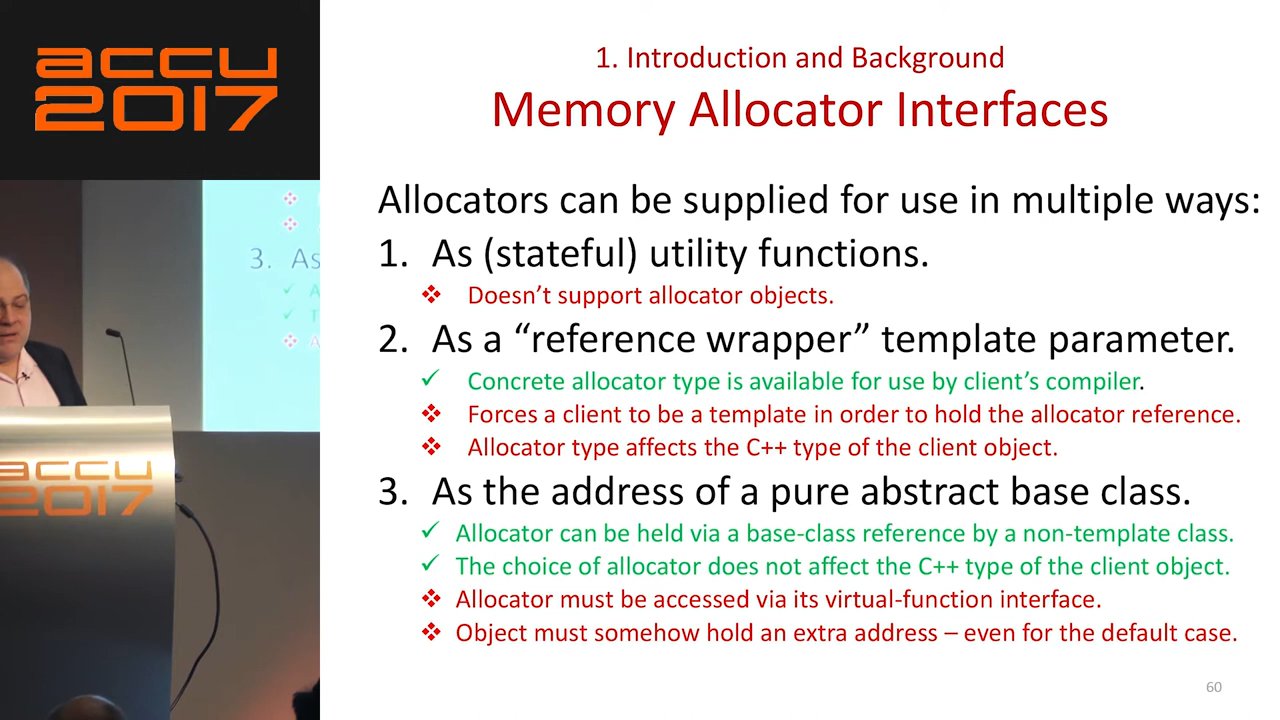 accu
2017
1. Introduction and Background
Memory Allocator Interfaces
Allocators can be supplied for use in multiple ways:
1. As (stateful) utility functions.
❖ Doesn’t support allocator objects.
2. As a “reference wrapper” template parameter.
✓ Concrete allocator type is available for use by client’s compiler.
❖ Forces a client to be a template in order to hold the allocator reference.
❖ Allocator type affects the C++ type of the client object.
3. As the address of a pure abstract base class.
✓ Allocator can be held via a base-class reference by a non-template class.
✓ The choice of allocator does not affect the C++ type of the client object.
❖ Allocator must be accessed via its virtual-function interface.
❖ Object must somehow hold an extra address – even for the default case.
60
3. As
accu
2017